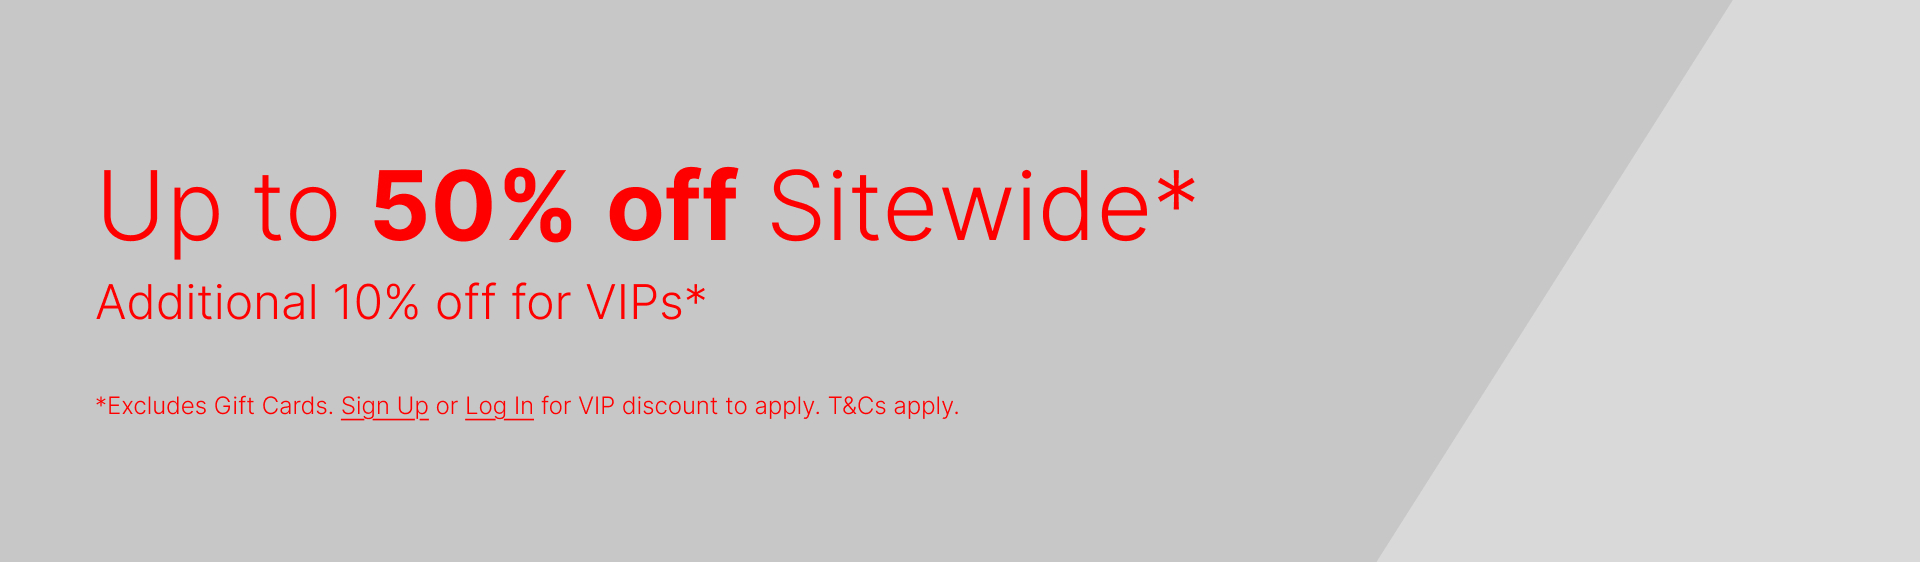 Up to 50% off Sitewide*
Additional 10% off for VIPs*
*Excludes Gift Cards. Sign Up or Log In for VIP discount to apply. T&Cs apply.